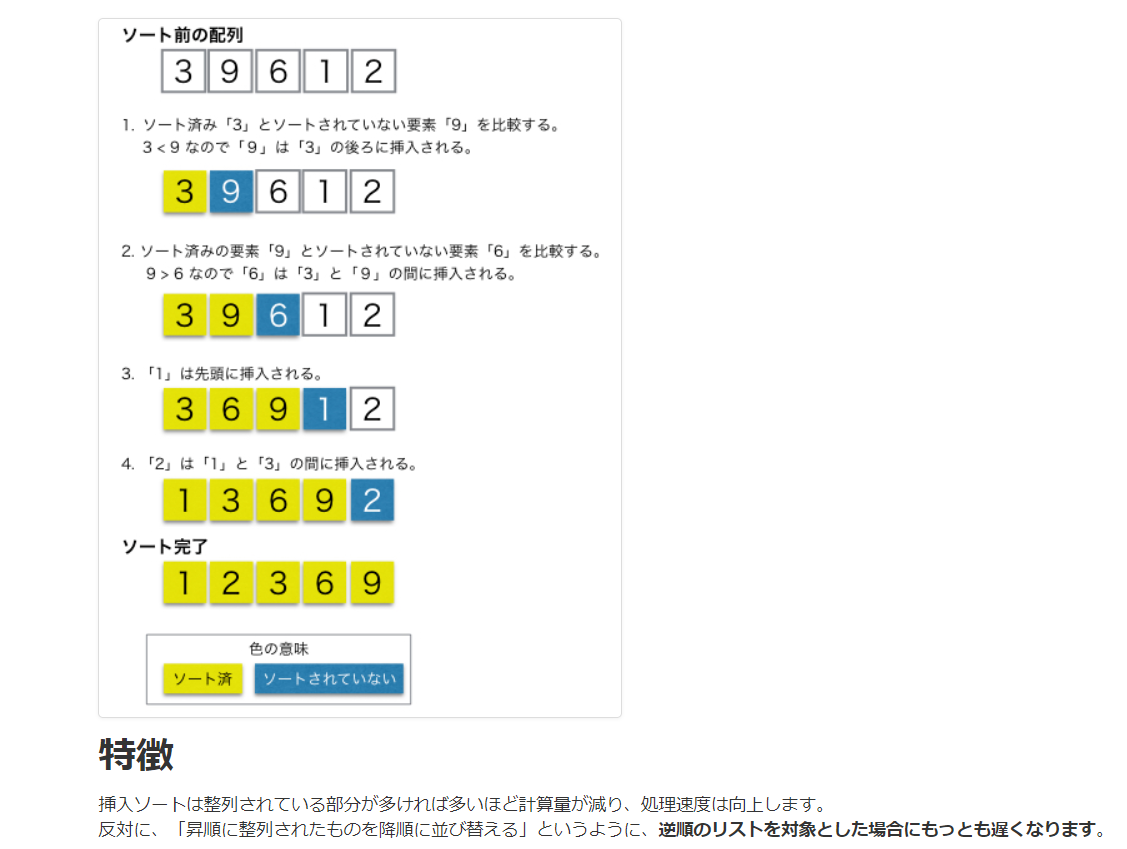 ソート前の配列
3 9 6 1 2
1. ソート済み「3」とソートされていない要素「9」を比較する。
3 < 9 なので「9」は「3」の後ろに挿入される。
3 9 6 1 2
2. ソート済みの要素「9」とソートされていない要素「6」を比較する。
9 > 6 なので「6」は「3」と「9」の間に挿入される。
3 9 6 1 2
3. 「1」は先頭に挿入される。
3 6 9 1 2
4. 「2」は「1」と「3」の間に挿入される。
1 3 6 9 2
ソート完了
1 2 3 6 9
色の意味
ソート済 ソートされていない
特徴
挿入ソートは整列されている部分が多ければ多いほど計算量が減り、処理速度は向上します。
反対に、「昇順に整列されたものを降順に並び替える」というように、逆順のリストを対象とした場合にもっとも遅くなります。